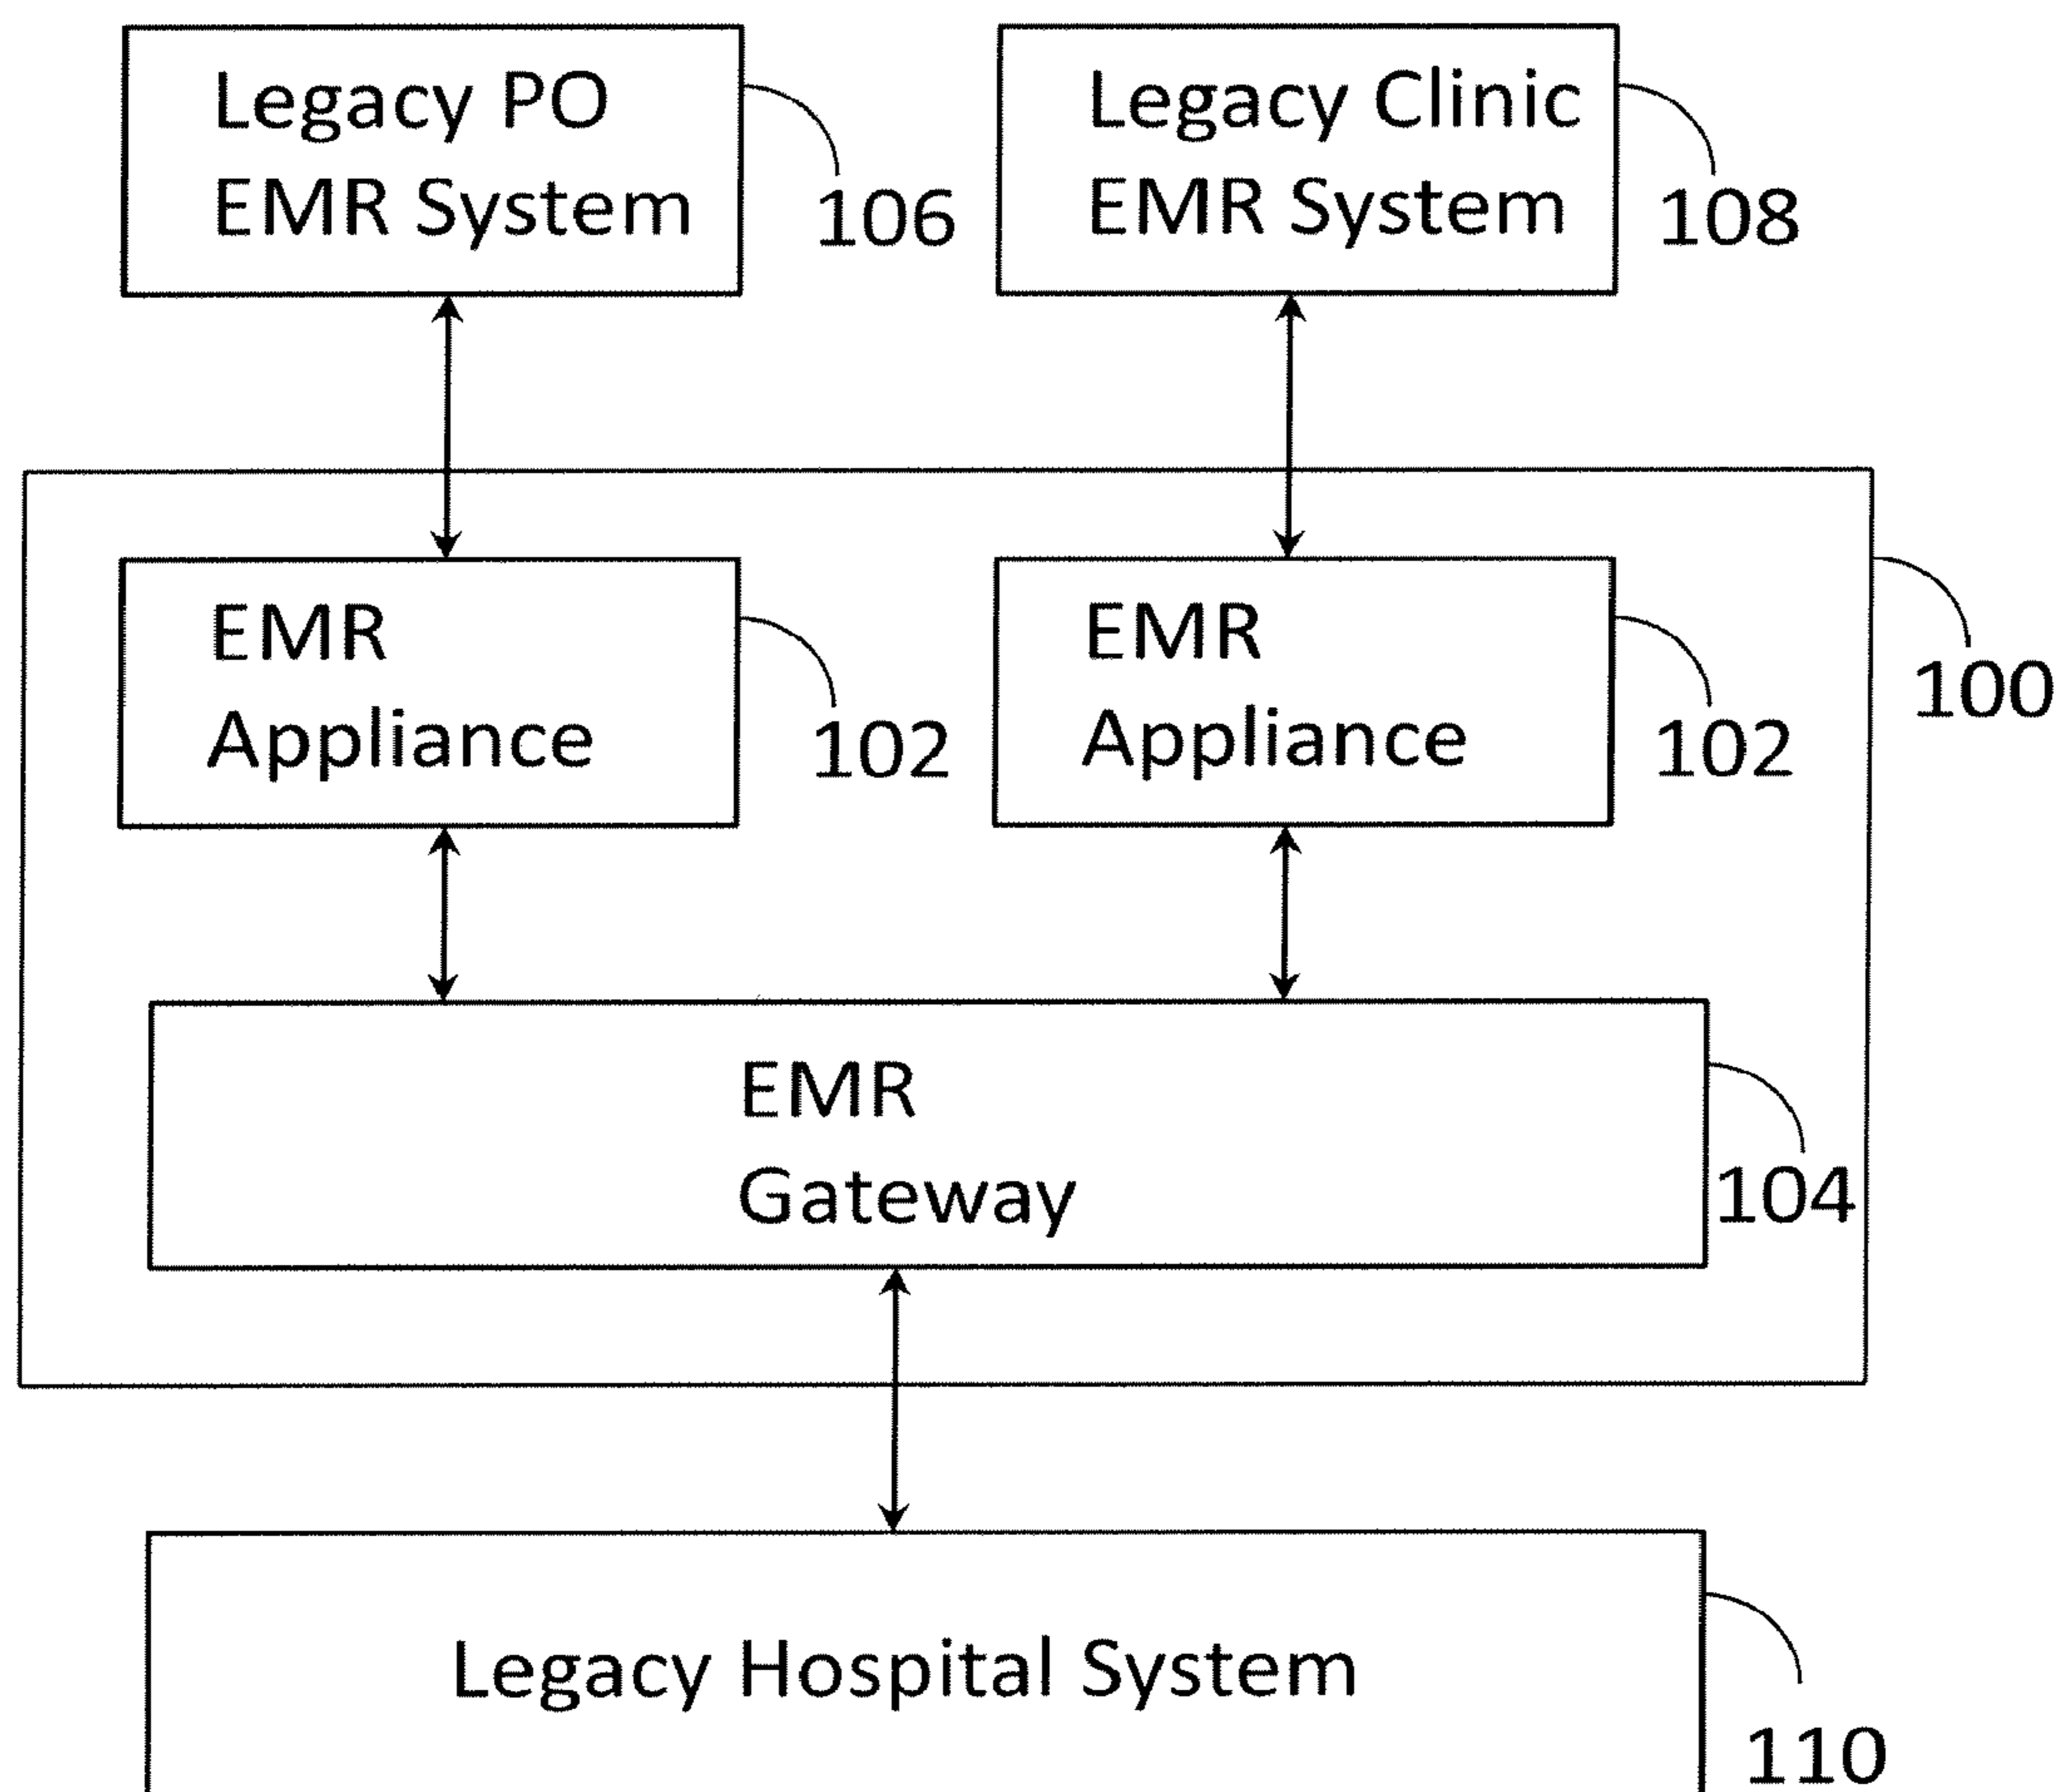 Legacy PO
EMR System
106
Legacy Clinic
EMR System
108
EMR
Appliance
102
EMR
Appliance
102
100
EMR
Gateway
104
Legacy Hospital System
110